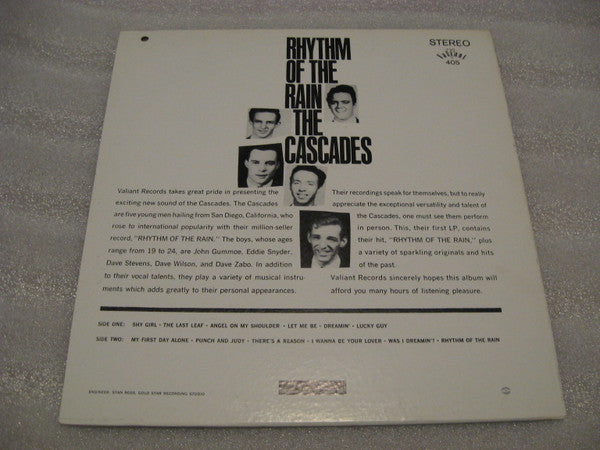 RHYTHM
OF THE
RAIN
THE
CASCADES
STEREO
Valiant
405
Valiant Records takes great pride in presenting the
exciting new sound of the Cascades. The Cascades
are five young men hailing from San Diego, California, who
rose to international popularity with their million-seller
record, "RHYTHM OF THE RAIN." The boys, whose ages
range from 19 to 24, are John Gummoe, Eddie Snyder,
Dave Stevens, Dave Wilson, and Dave Zabo. In addition
to their vocal talents, they play a variety of musical instru-
ments which adds greatly to their personal appearances.
Their recordings speak for themselves, but to really
appreciate the exceptional versatility and talent of
the Cascades, one must see them perform
in person. This, their first LP, contains
their hit, "RHYTHM OF THE RAIN," plus
a variety of sparkling originals and hits
of the past.
Valiant Records sincerely hopes this album will
afford you many hours of listening pleasure.
SIDE ONE: SHY GIRL · THE LAST LEAF · ANGEL ON MY SHOULDER · LET ME BE · DREAMIN' · LUCKY GUY
SIDE TWO: MY FIRST DAY ALONE · PUNCH AND JUDY · THERE'S A REASON · I WANNA BE YOUR LOVER · WAS I DREAMIN'? · RHYTHM OF THE RAIN
ENGINEER: STAN ROSS, GOLD STAR RECORDING STUDIO